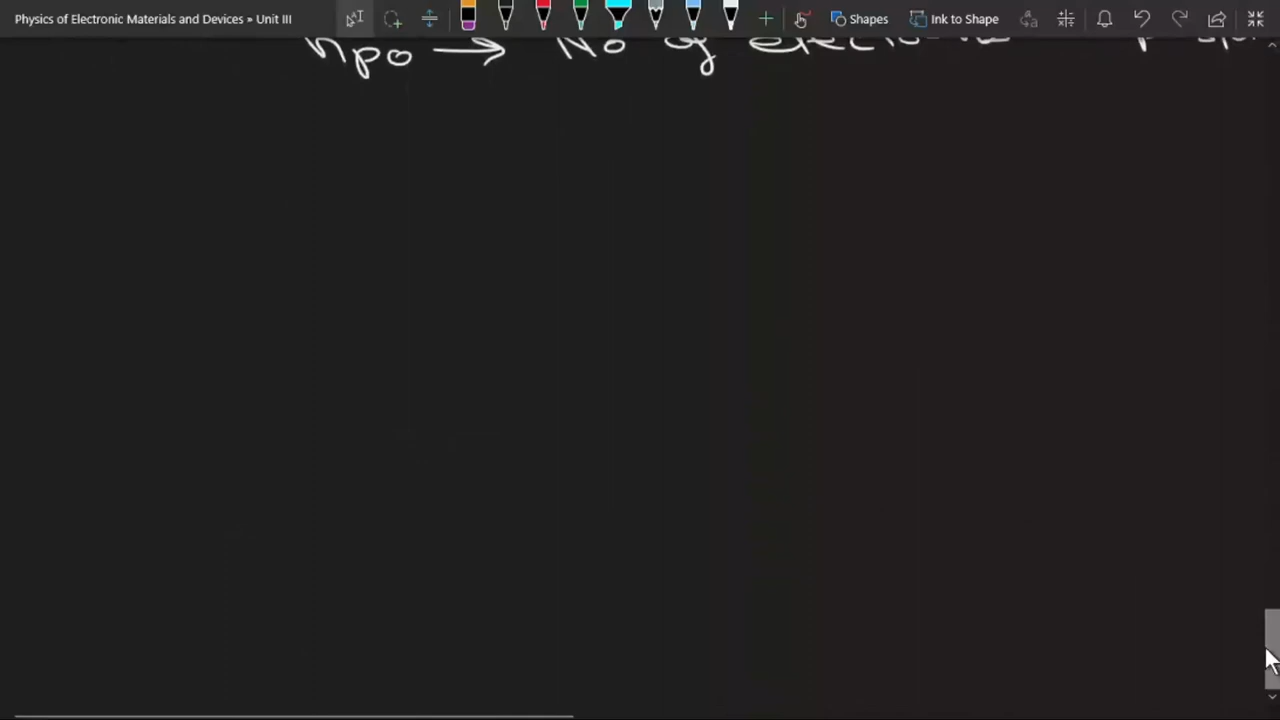 Physics of Electronic Materials and Devices » Unit III
Shapes
Ink to Shape
npo → No of